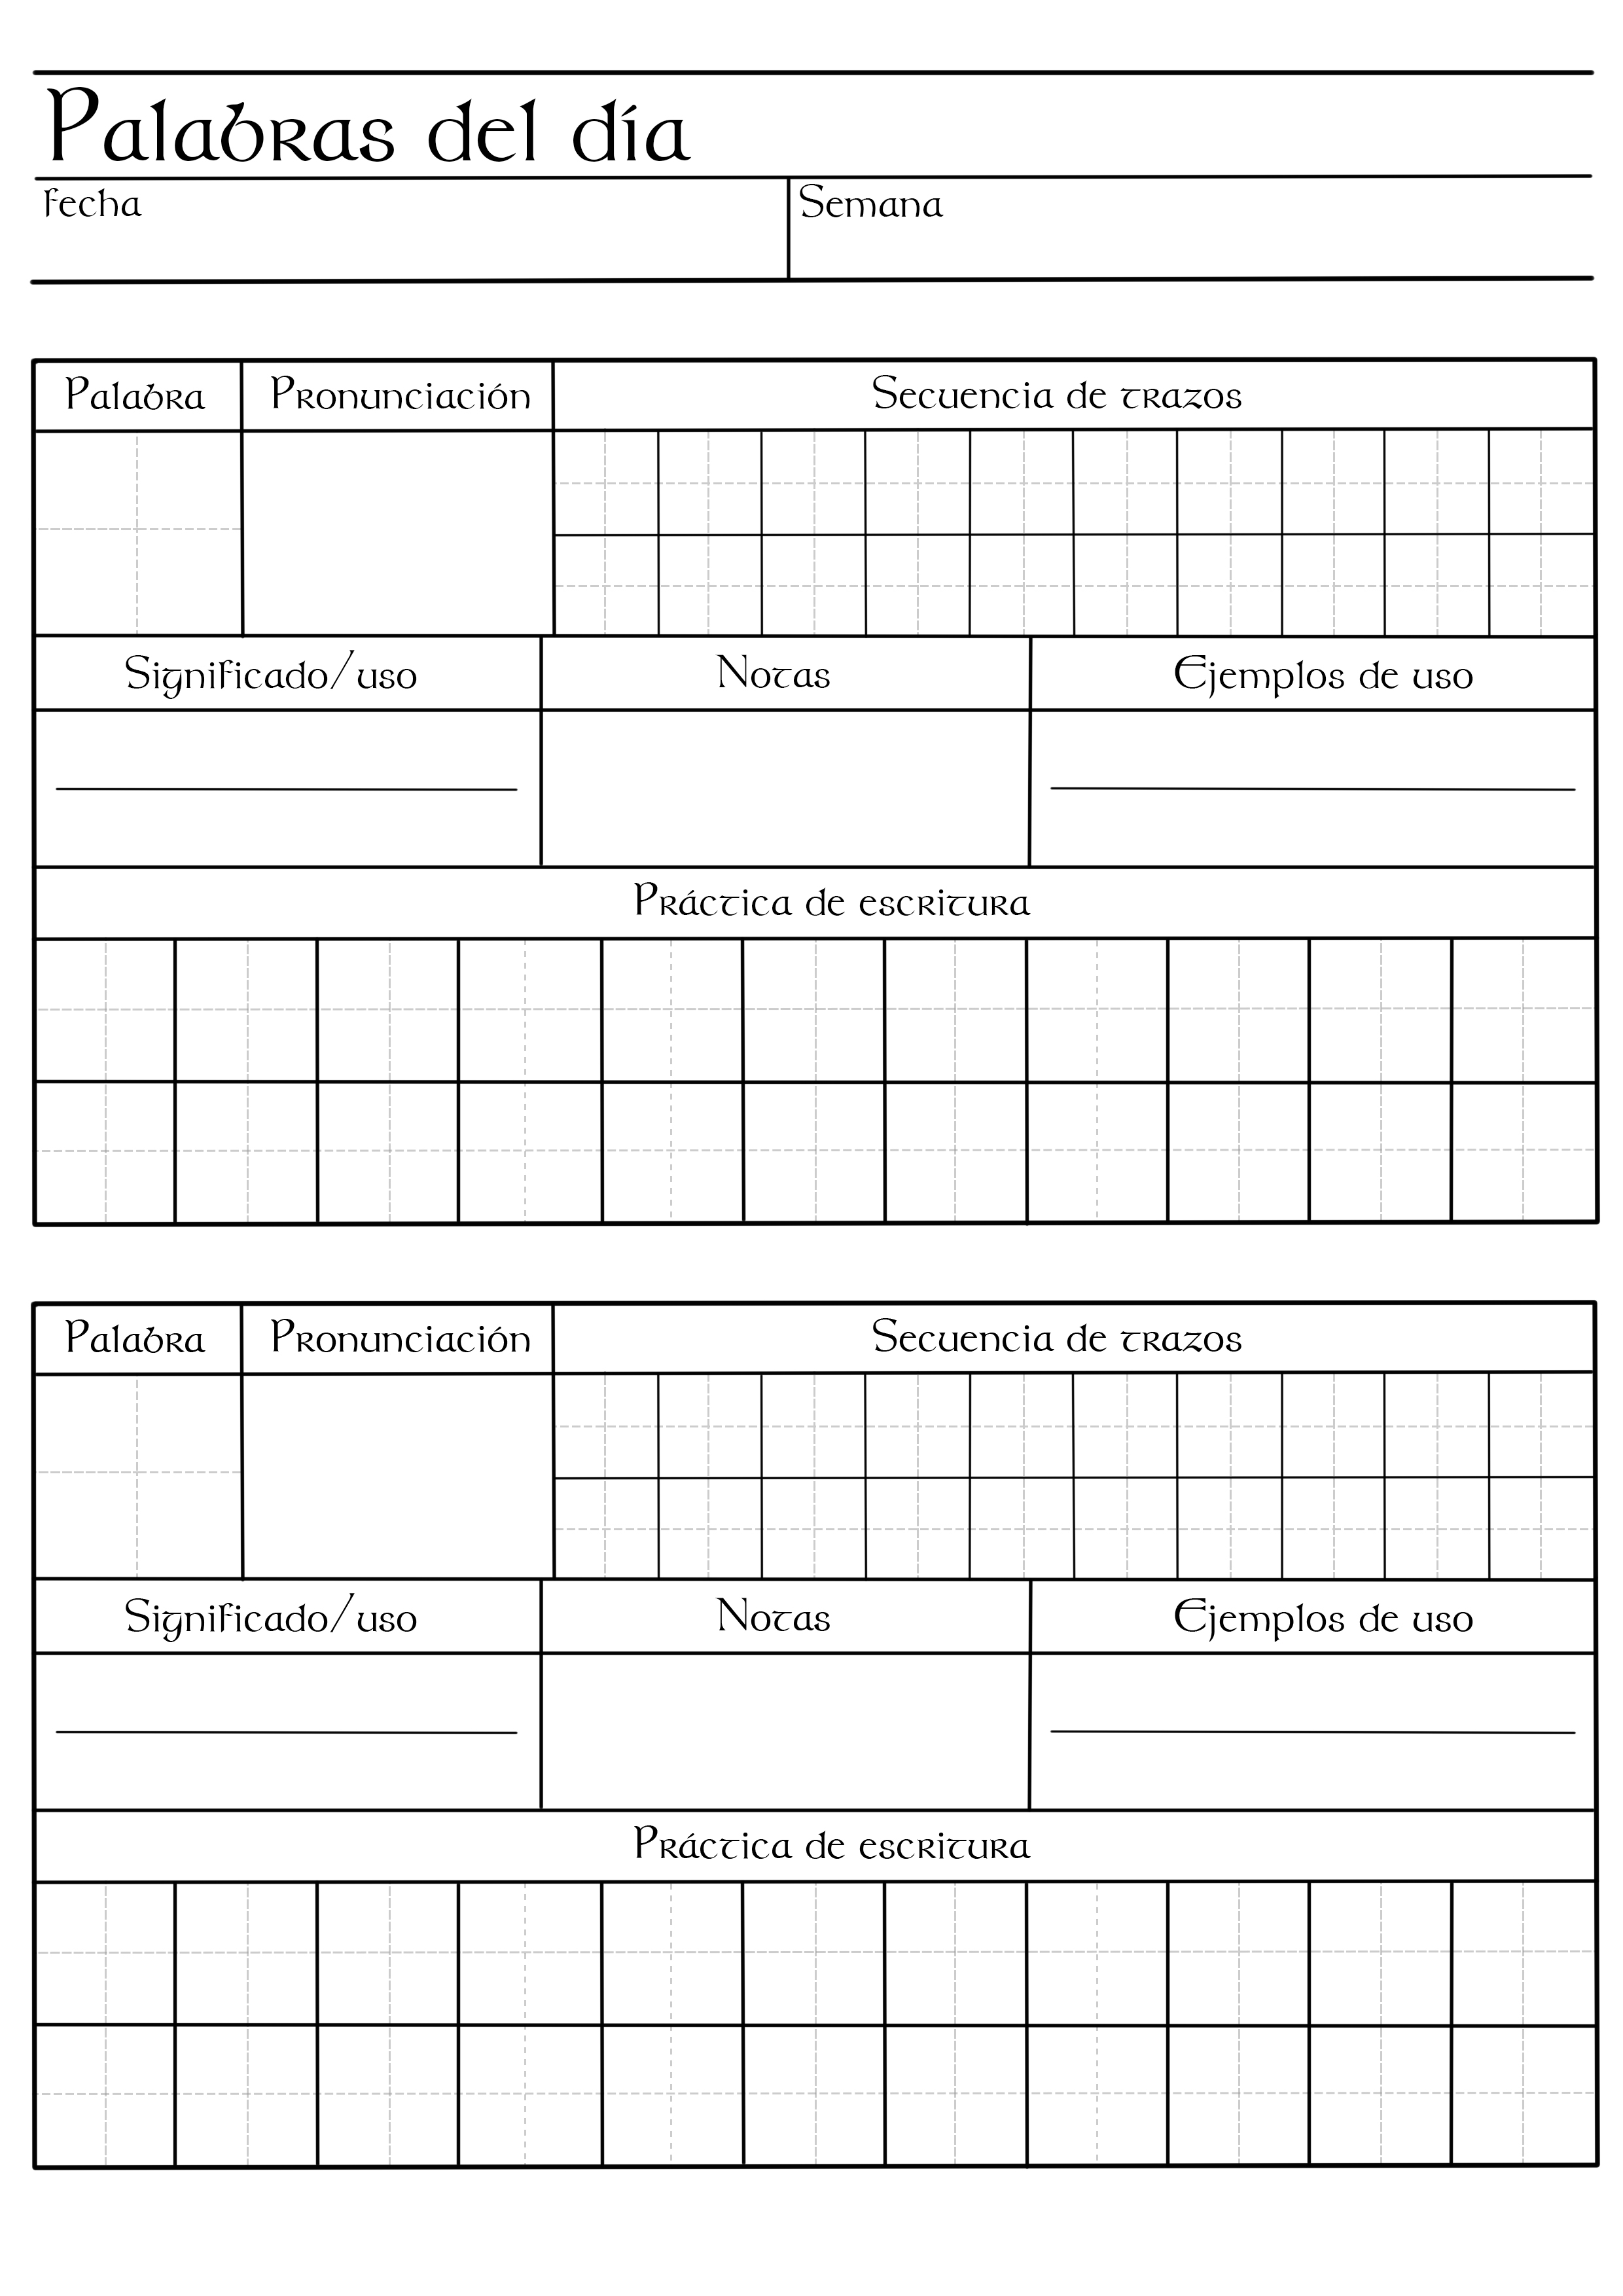 Palabras del día
fecha Semana
Palabra Pronunciación Secuencia de trazos
Significado/uso Notas Ejemplos de uso
Práctica de escritura
Palabra Pronunciación Secuencia de trazos
Significado/uso Notas Ejemplos de uso
Práctica de escritura